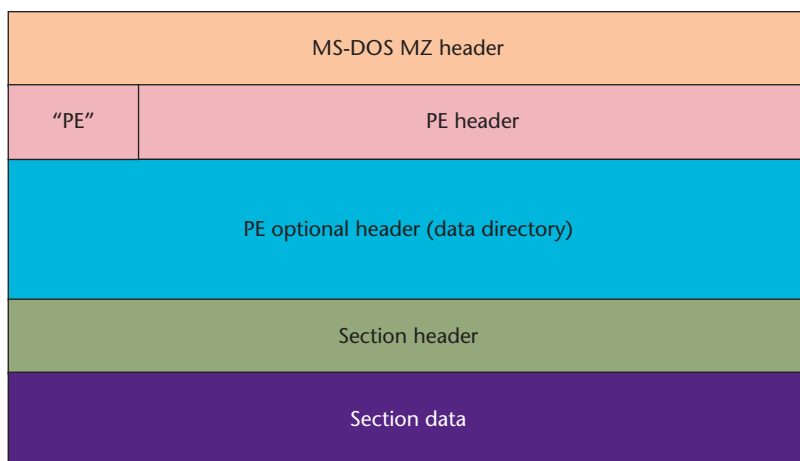 MS-DOS MZ header
“PE”
PE header
PE optional header (data directory)
Section header
Section data